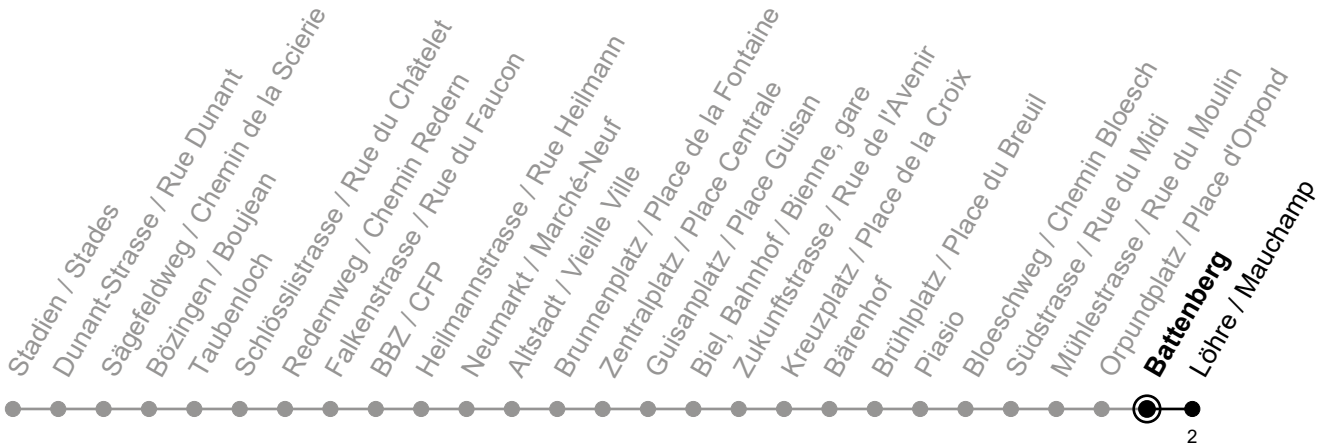 Stadien / Stades
Dunant-Strasse / Rue Dunant
Sägefeldweg / Chemin de la Scierie
Bözingen / Boujean
Taubenloch
Schlösslistrasse / Rue du Châtelet
Redernweg / Chemin Redern
Falkenstrasse / Rue du Faucon
BBZ / CFP
Heilmannstrasse / Rue Heilmann
Neumarkt / Marché-Neuf
Altstadt / Vieille Ville
Brunnenplatz / Place de la Fontaine
Zentralplatz / Place Centrale
Guisanplatz / Place Guisan
Biel, Bahnhof / Bienne, gare
Zukunftstrasse / Rue de l'Avenir
Kreuzplatz / Place de la Croix
Bärenhof
Brühlplatz / Place du Breuil
Piasio
Bloeschweg / Chemin Bloesch
Südstrasse / Rue du Midi
Mühlestrasse / Rue du Moulin
Orpundplatz / Place d'Orpond
Battenberg
Löhre / Mauchamp
2